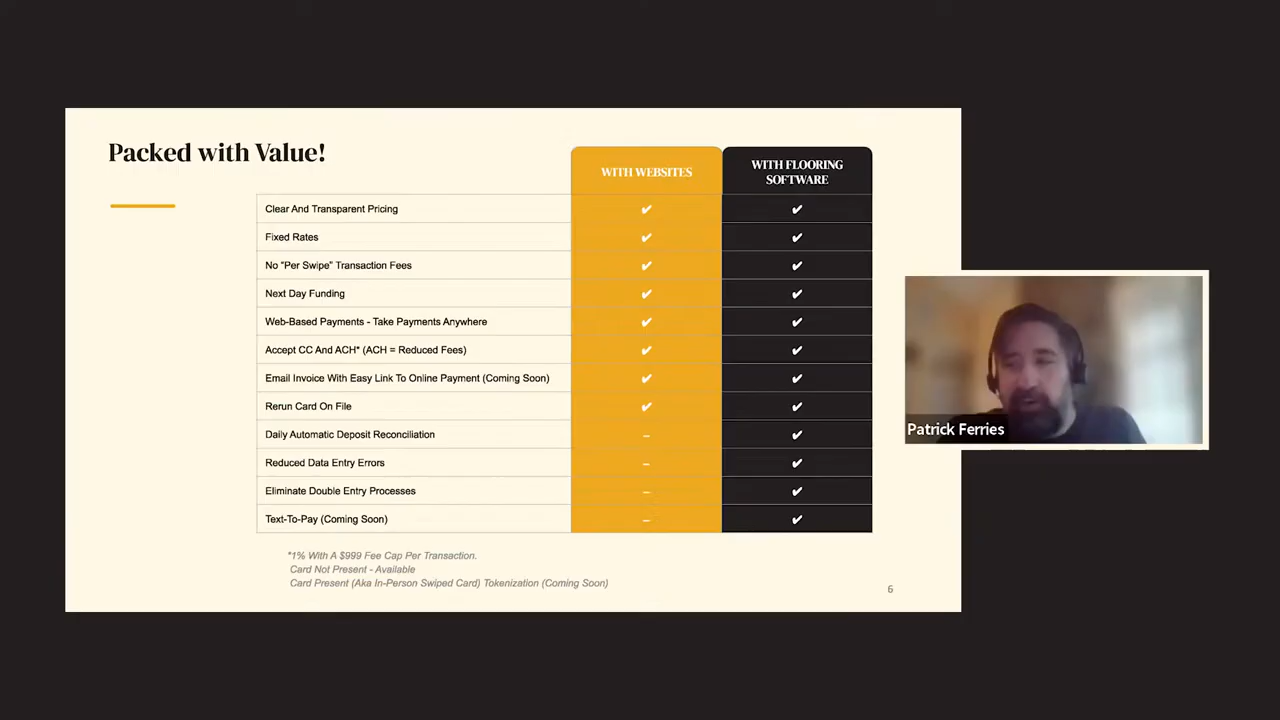 Packed with Value!
WITH WEBSITES
WITH FLOORING
SOFTWARE
Clear And Transparent Pricing ✔ ✔
Fixed Rates ✔ ✔
No "Per Swipe" Transaction Fees ✔ ✔
Next Day Funding ✔ ✔
Web-Based Payments - Take Payments Anywhere ✔ ✔
Accept CC And ACH* (ACH = Reduced Fees) ✔ ✔
Email Invoice With Easy Link To Online Payment (Coming Soon) ✔ ✔
Rerun Card On File ✔ ✔
Daily Automatic Deposit Reconciliation – ✔
Reduced Data Entry Errors – ✔
Eliminate Double Entry Processes – ✔
Text-To-Pay (Coming Soon) – ✔
*1% With A $999 Fee Cap Per Transaction.
Card Not Present - Available
Card Present (Aka In-Person Swiped Card) Tokenization (Coming Soon)
6
Patrick Ferries